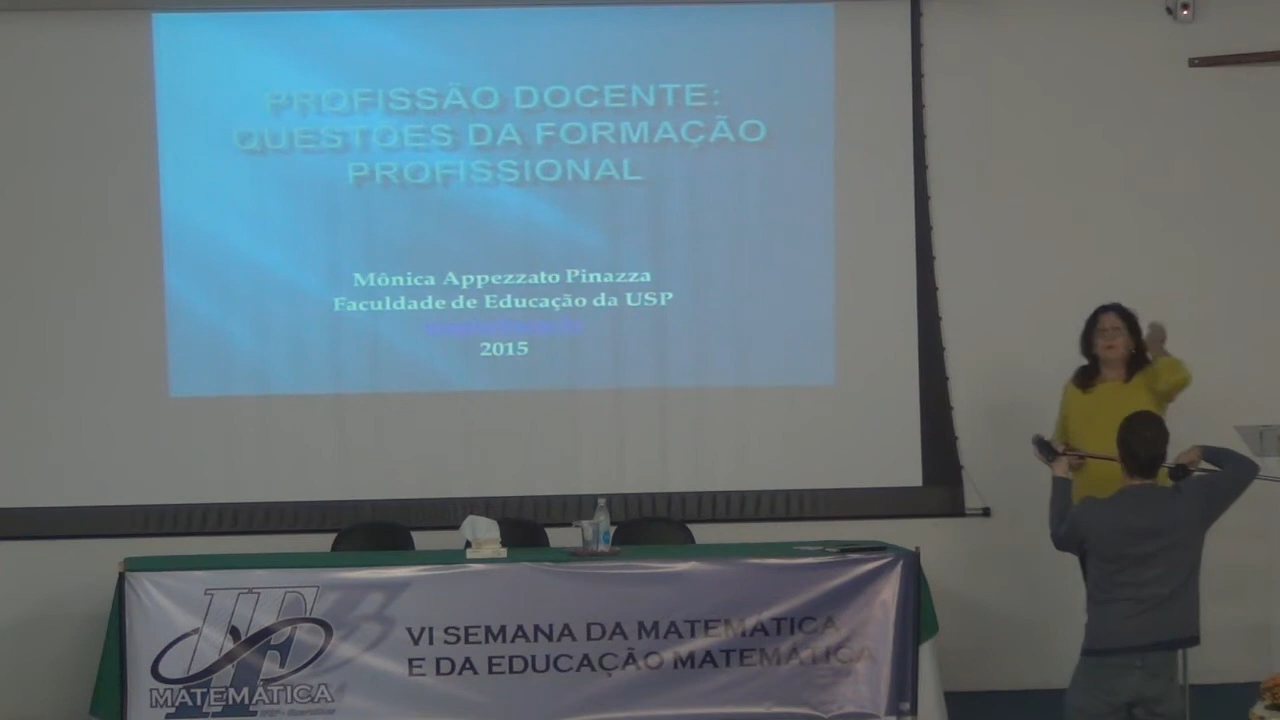 PROFISSÃO DOCENTE:
QUESTÕES DA FORMAÇÃO
PROFISSIONAL
Mônica Appezzato Pinazza
Faculdade de Educação da USP
2015
VI SEMANA DA MATEMÁTICA
E DA EDUCAÇÃO MATEMÁTICA
IF
MATEMÁTICA